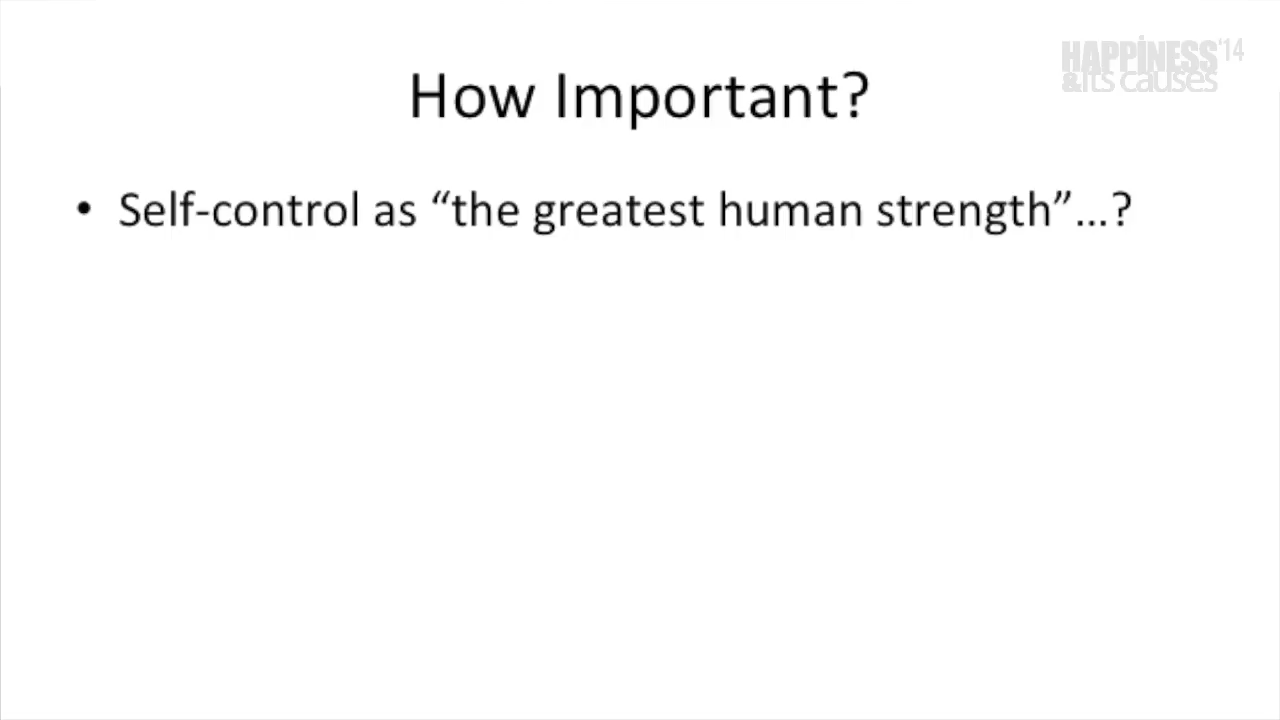 HAPPINESS '14
&its causes
How Important?
• Self-control as “the greatest human strength”...?